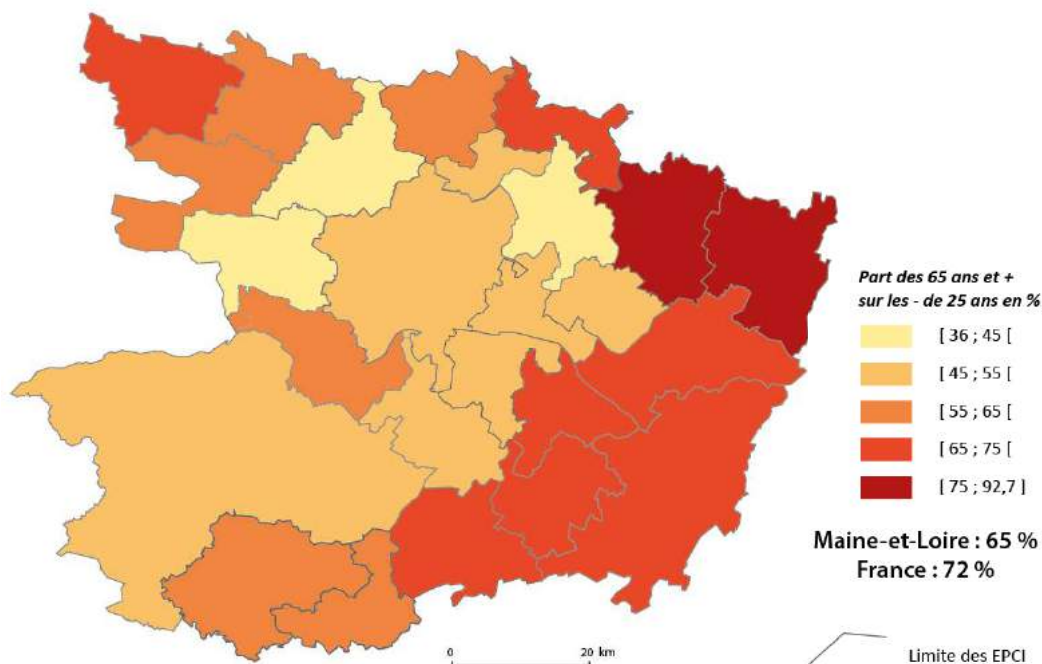 Part des 65 ans et +
sur les - de 25 ans en %
[ 36 ; 45 [
[ 45 ; 55 [
[ 55 ; 65 [
[ 65 ; 75 [
[ 75 ; 92,7 ]
Maine-et-Loire : 65 %
France : 72 %
0 20 km
Limite des EPCI